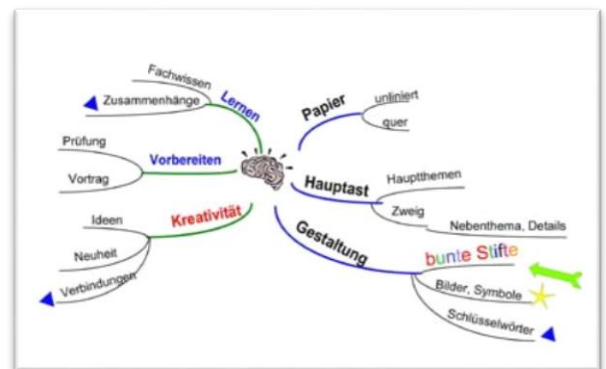 Fachwissen
Zusammenhänge
Lernen
Prüfung
Vortrag
Vorbereiten
Ideen
Neuheit
Verbindungen
Kreativität
Papier
unliniert
quer
Hauptast
Hauptthemen
Zweig
Nebenthema, Details
Gestaltung
bunte Stifte
Bilder, Symbole
Schlüsselwörter